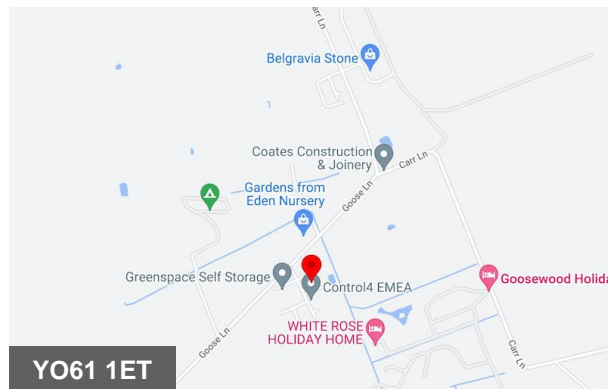 Belgravia Stone
Coates Construction
& Joinery
Carr Ln
Gardens from
Eden Nursery
Goose Ln
Greenspace Self Storage
Control4 EMEA
Goosewood Holida
WHITE ROSE
HOLIDAY HOME
Goose Ln
Carr Ln
Carr Ln
YO61 1ET